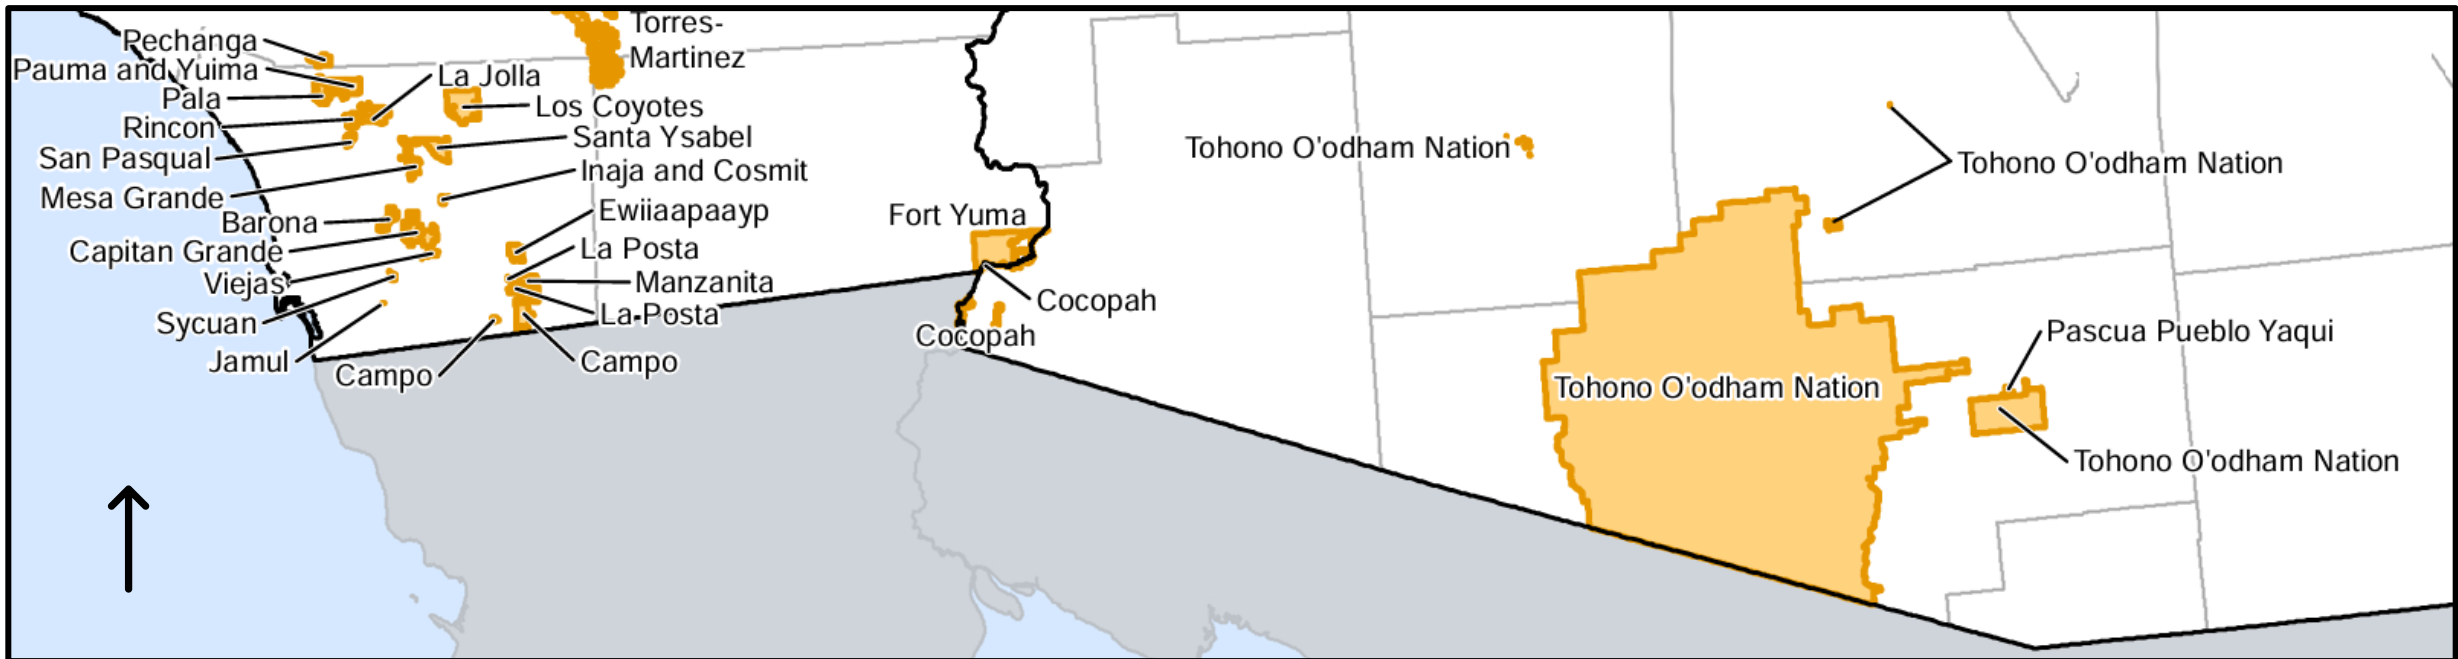 Torres-
Martinez
Pechanga
Pauma and Yuima
La Jolla
Pala
Los Coyotes
Rincon
Santa Ysabel
San Pasqual
Inaja and Cosmit
Mesa Grande
Ewiiaapaayp
Barona
Capitan Grande
La Posta
Viejas
Manzanita
La Posta
Sycuan
Jamul
Campo
Campo
Fort Yuma
Cocopah
Cocopah
Tohono O'odham Nation
Tohono O'odham Nation
Tohono O'odham Nation
Pascua Pueblo Yaqui
Tohono O'odham Nation